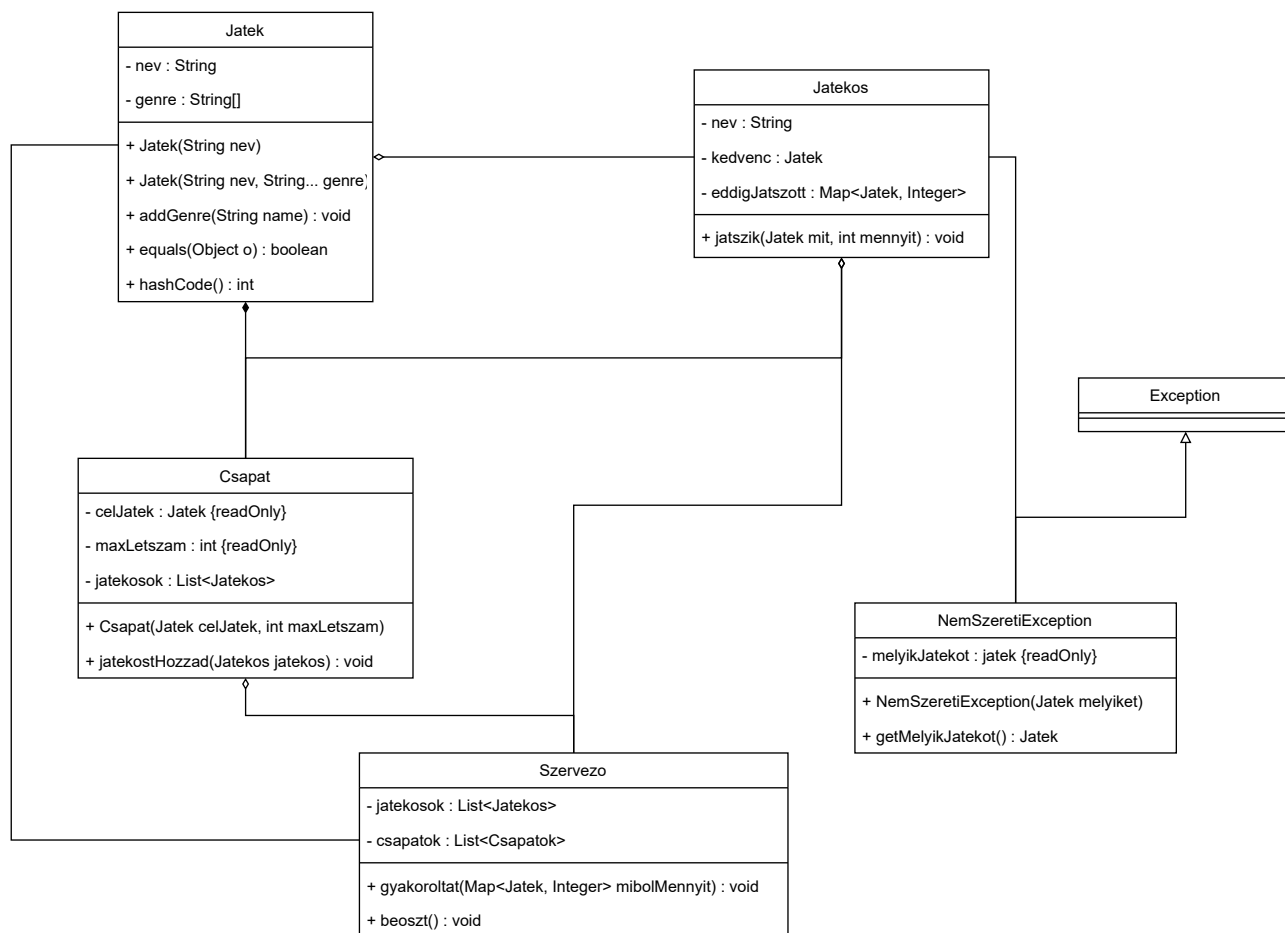 Jatek
- nev : String
- genre : String[]
+ Jatek(String nev)
+ Jatek(String nev, String... genre)
+ addGenre(String name) : void
+ equals(Object o) : boolean
+ hashCode() : int
Jatekos
- nev : String
- kedvenc : Jatek
- eddigJatszott : Map<Jatek, Integer>
+ jatszik(Jatek mit, int mennyit) : void
Exception
Csapat
- celJatek : Jatek {readOnly}
- maxLetszam : int {readOnly}
- jatekosok : List<Jatekos>
+ Csapat(Jatek celJatek, int maxLetszam)
+ jatekostHozzad(Jatekos jatekos) : void
NemSzeretiException
- melyikJatekot : jatek {readOnly}
+ NemSzeretiException(Jatek melyiket)
+ getMelyikJatekot() : Jatek
Szervezo
- jatekosok : List<Jatekos>
- csapatok : List<Csapatok>
+ gyakoroltat(Map<Jatek, Integer> mibolMennyit) : void
+ beoszt() : void